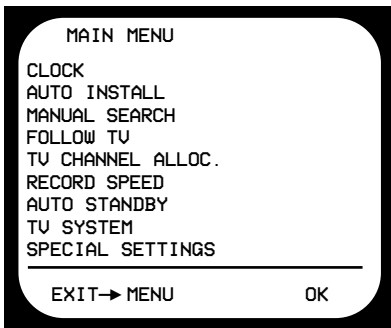 MAIN MENU
CLOCK
AUTO INSTALL
MANUAL SEARCH
FOLLOW TV
TV CHANNEL ALLOC.
RECORD SPEED
AUTO STANDBY
TV SYSTEM
SPECIAL SETTINGS
EXIT→ MENU OK